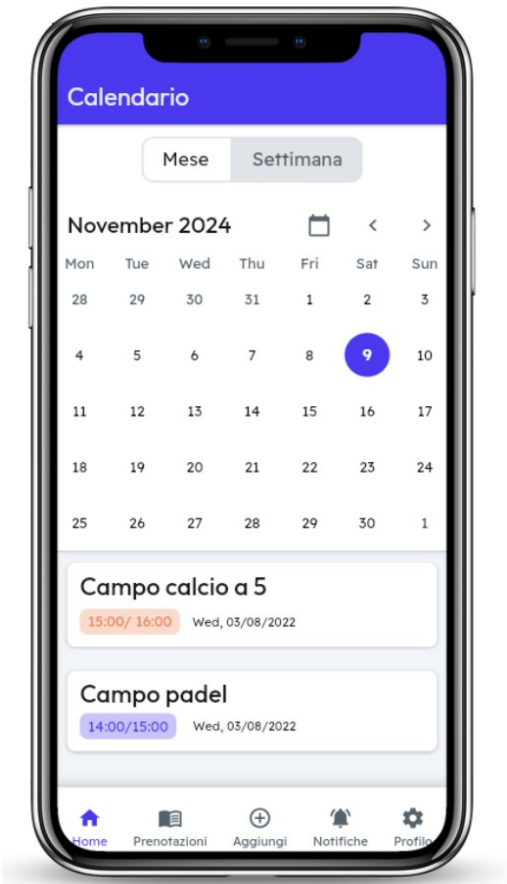 Calendario
Mese Settimana
November 2024
Mon Tue Wed Thu Fri Sat Sun
28 29 30 31 1 2 3
4 5 6 7 8 9 10
11 12 13 14 15 16 17
18 19 20 21 22 23 24
25 26 27 28 29 30 1
Campo calcio a 5
15:00/ 16:00 Wed, 03/08/2022
Campo padel
14:00/15:00 Wed, 03/08/2022
Home Prenotazioni Aggiungi Notifiche Profilo